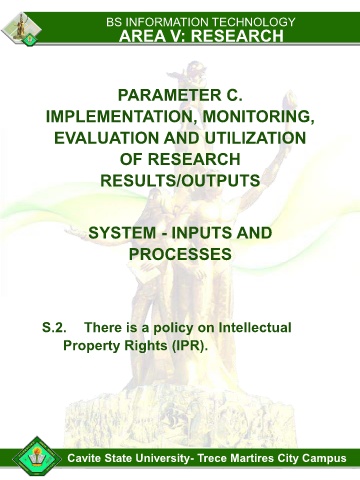 BS INFORMATION TECHNOLOGY
AREA V: RESEARCH
PARAMETER C.
IMPLEMENTATION, MONITORING,
EVALUATION AND UTILIZATION
OF RESEARCH
RESULTS/OUTPUTS
SYSTEM - INPUTS AND
PROCESSES
S.2. There is a policy on Intellectual
Property Rights (IPR).
Cavite State University- Trece Martires City Campus